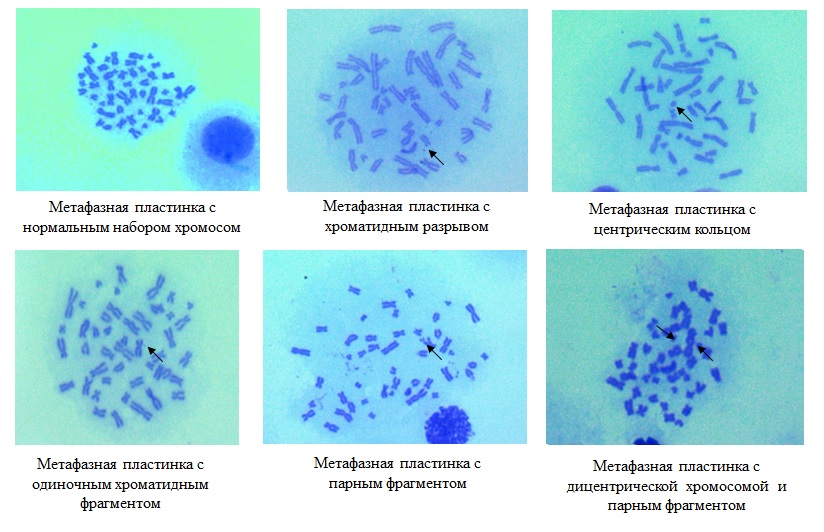 Метафазная пластинка с
нормальным набором хромосом
Метафазная пластинка с
хроматидным разрывом
Метафазная пластинка с
центрическим кольцом
Метафазная пластинка с
одиночным хроматидным
фрагментом
Метафазная пластинка с
парным фрагментом
Метафазная пластинка с
дицентрической хромосомой и
парным фрагментом